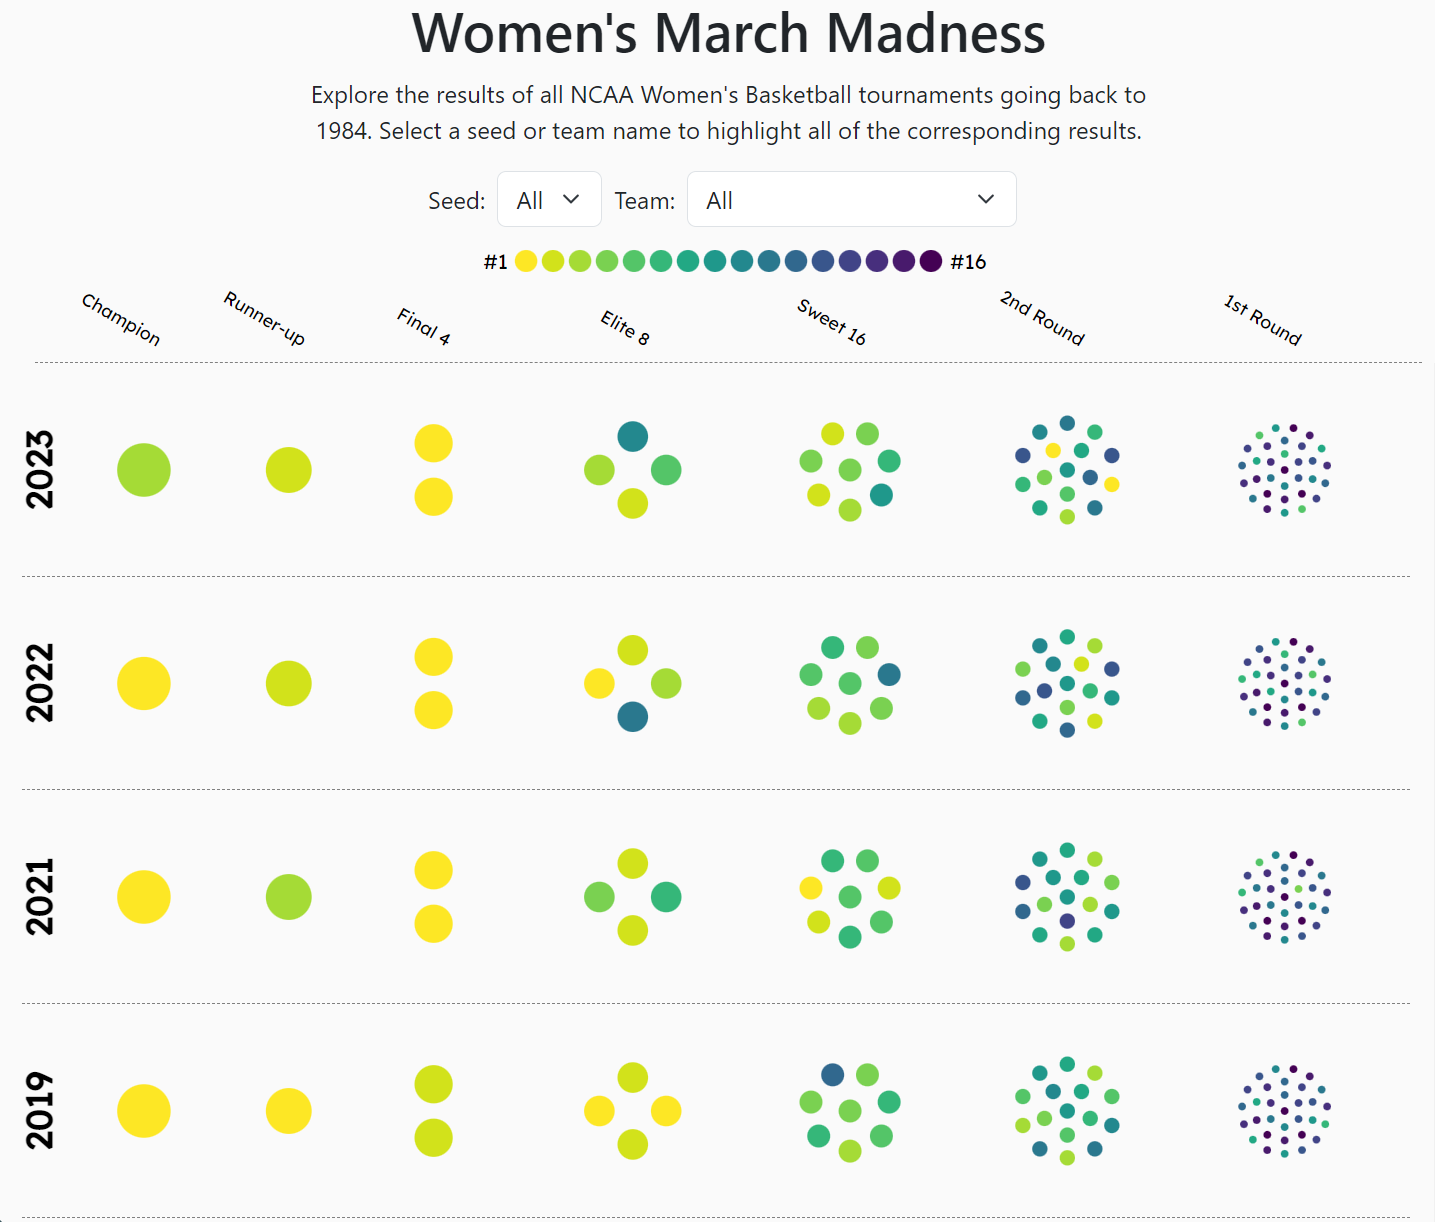 Women's March Madness
Explore the results of all NCAA Women's Basketball tournaments going back to
1984. Select a seed or team name to highlight all of the corresponding results.
Seed: All Team: All
#1 #16
Champion Runner-up Final 4 Elite 8 Sweet 16 2nd Round 1st Round
2023
2022
2021
2019